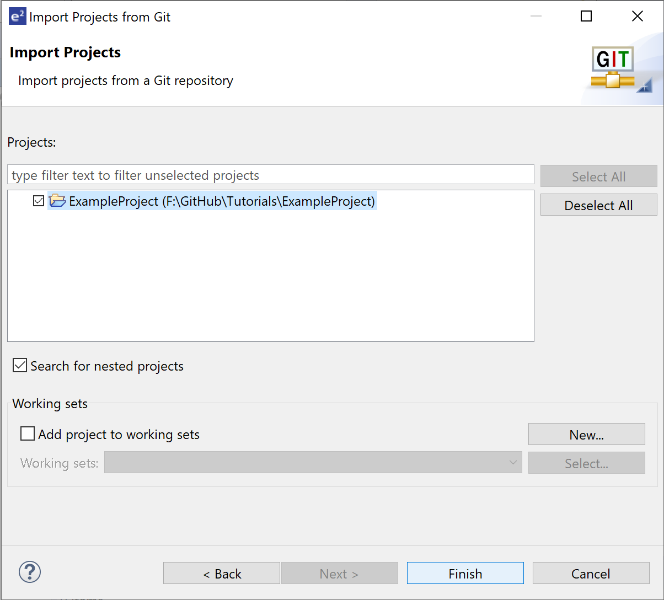 e² Import Projects from Git
Import Projects
Import projects from a Git repository
GIT
Projects:
type filter text to filter unselected projects
Select All
ExampleProject (F:\GitHub\Tutorials\ExampleProject)
Deselect All
Search for nested projects
Working sets
Add project to working sets
New...
Working sets:
Select...
?
< Back
Next >
Finish
Cancel